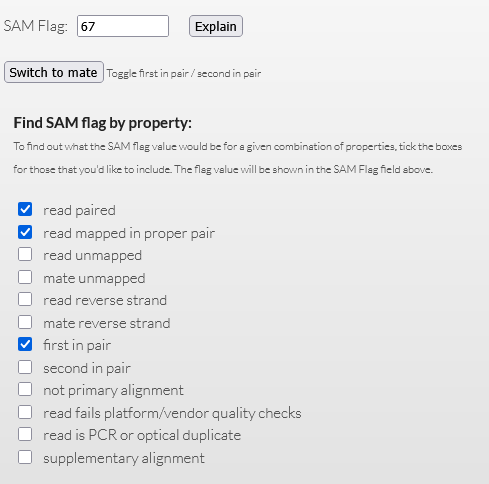 SAM Flag: 67 Explain
Switch to mate Toggle first in pair / second in pair
Find SAM flag by property:
To find out what the SAM flag value would be for a given combination of properties, tick the boxes
for those that you'd like to include. The flag value will be shown in the SAM Flag field above.
read paired
read mapped in proper pair
read unmapped
mate unmapped
read reverse strand
mate reverse strand
first in pair
second in pair
not primary alignment
read fails platform/vendor quality checks
read is PCR or optical duplicate
supplementary alignment